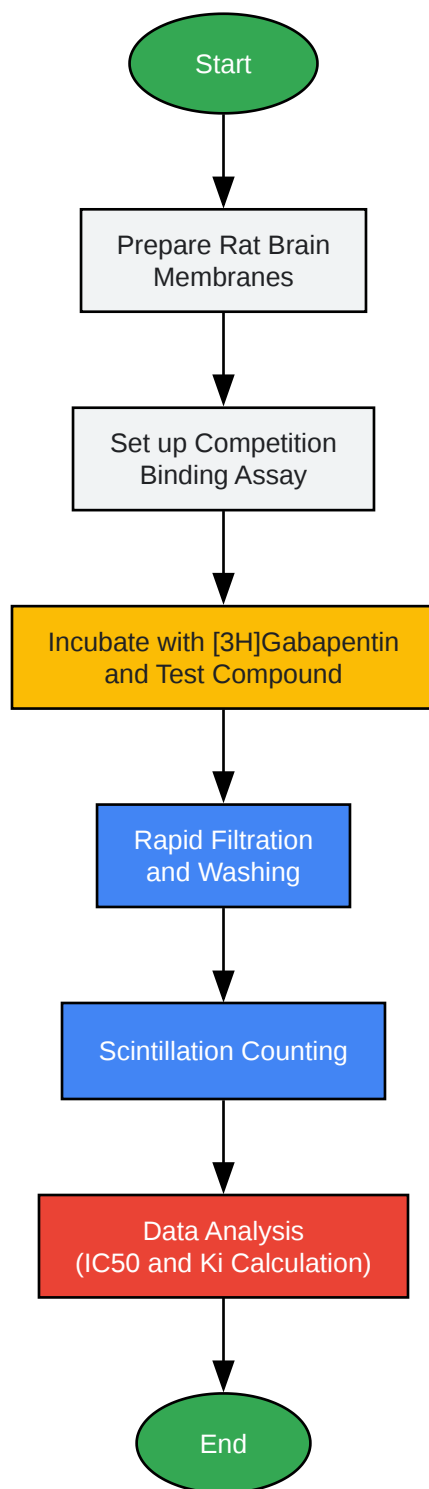 Start
Prepare Rat Brain
Membranes
Set up Competition
Binding Assay
Incubate with [3H]Gabapentin
and Test Compound
Rapid Filtration
and Washing
Scintillation Counting
Data Analysis
(IC50 and Ki Calculation)
End